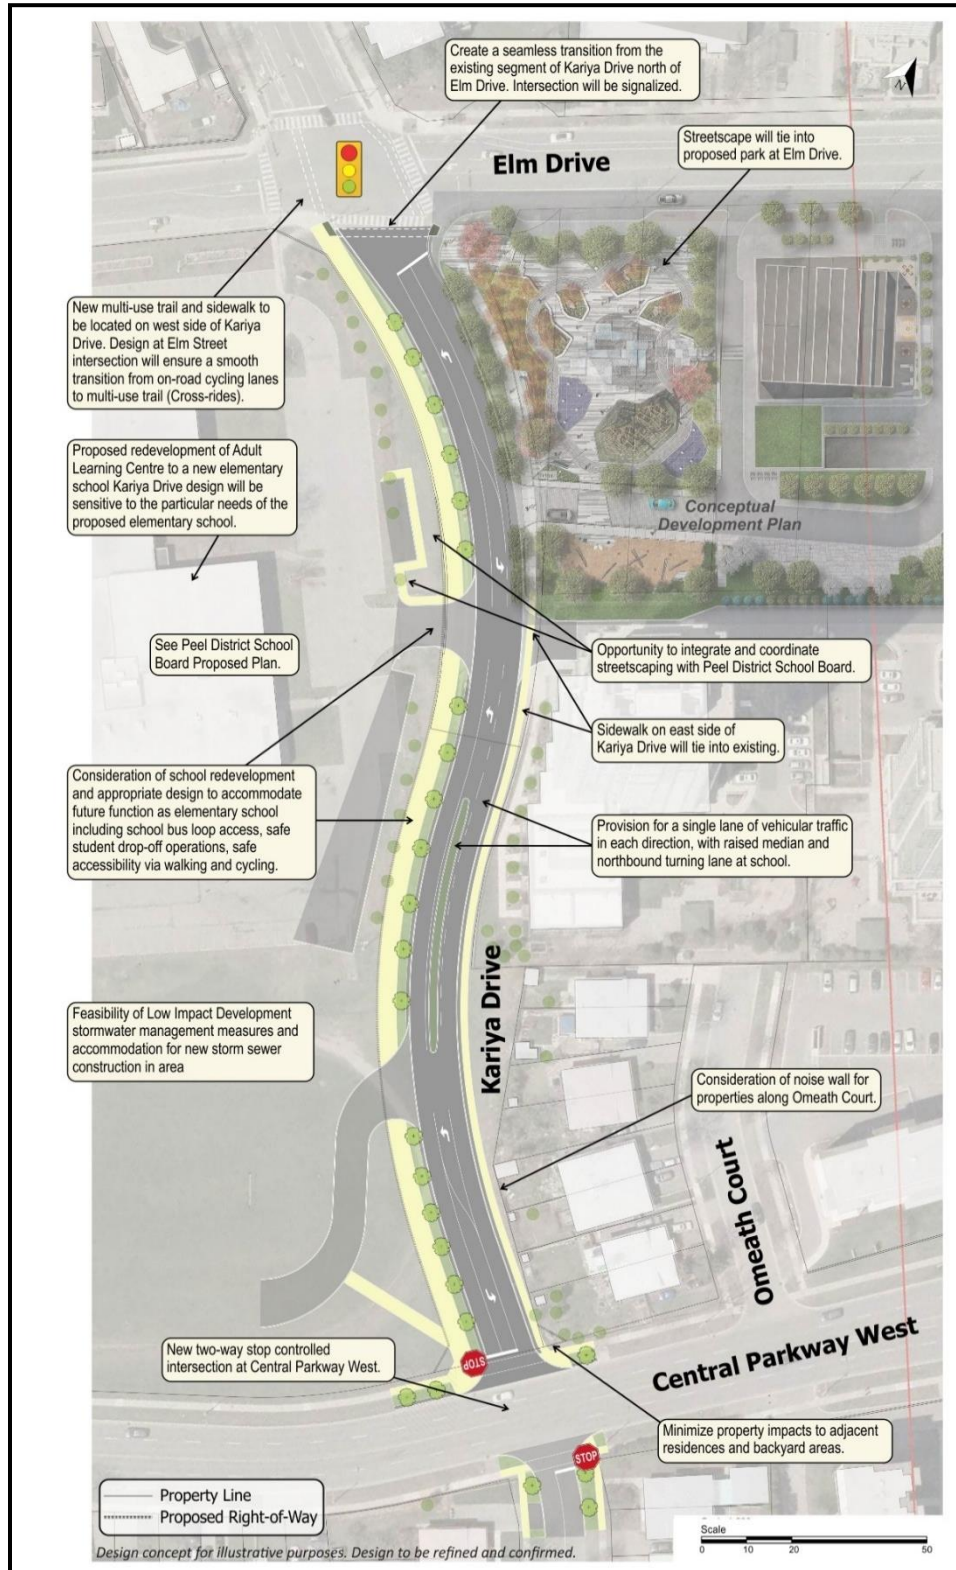 Create a seamless transition from the
existing segment of Kariya Drive north of
Elm Drive. Intersection will be signalized.
N
Elm Drive
Streetscape will tie into
proposed park at Elm Drive.
New multi-use trail and sidewalk to
be located on west side of Kariya
Drive. Design at Elm Street
intersection will ensure a smooth
transition from on-road cycling lanes
to multi-use trail (Cross-rides).
Proposed redevelopment of Adult
Learning Centre to a new elementary
school Kariya Drive design will be
sensitive to the particular needs of the
proposed elementary school.
Conceptual
Development Plan
See Peel District School
Board Proposed Plan.
Opportunity to integrate and coordinate
streetscaping with Peel District School Board.
Sidewalk on east side of
Kariya Drive will tie into existing.
Consideration of school redevelopment
and appropriate design to accommodate
future function as elementary school
including school bus loop access, safe
student drop-off operations, safe
accessibility via walking and cycling.
Provision for a single lane of vehicular traffic
in each direction, with raised median and
northbound turning lane at school.
Kariya Drive
Feasibility of Low Impact Development
stormwater management measures and
accommodation for new storm sewer
construction in area
Consideration of noise wall for
properties along Omeath Court.
Omeath Court
Central Parkway West
New two-way stop controlled
intersection at Central Parkway West.
STOP
Minimize property impacts to adjacent
residences and backyard areas.
STOP
Property Line
Proposed Right-of-Way
Design concept for illustrative purposes. Design to be refined and confirmed.
Scale
0 10 20 50